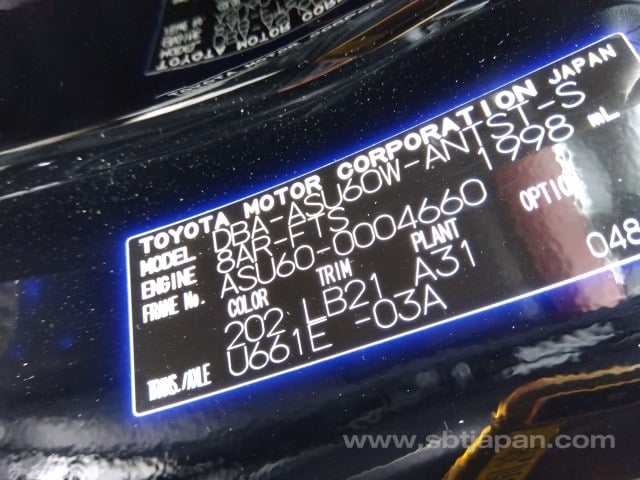 TOYOTA MOTOR CORPORATION JAPAN
MODEL DBA-ASU60W-ANTST-S
ENGINE 8AR-FTS 1998 mL
FRAME No. ASU60-0004660
COLOR TRIM PLANT OPTION
202 LB21 A31 048
TRANS./AXLE U661E -03A
www.sbtjapan.com